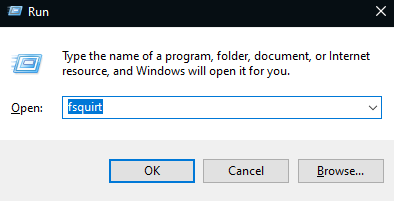 Run
Type the name of a program, folder, document, or Internet
resource, and Windows will open it for you.
Open: fsquirt
OK Cancel Browse...